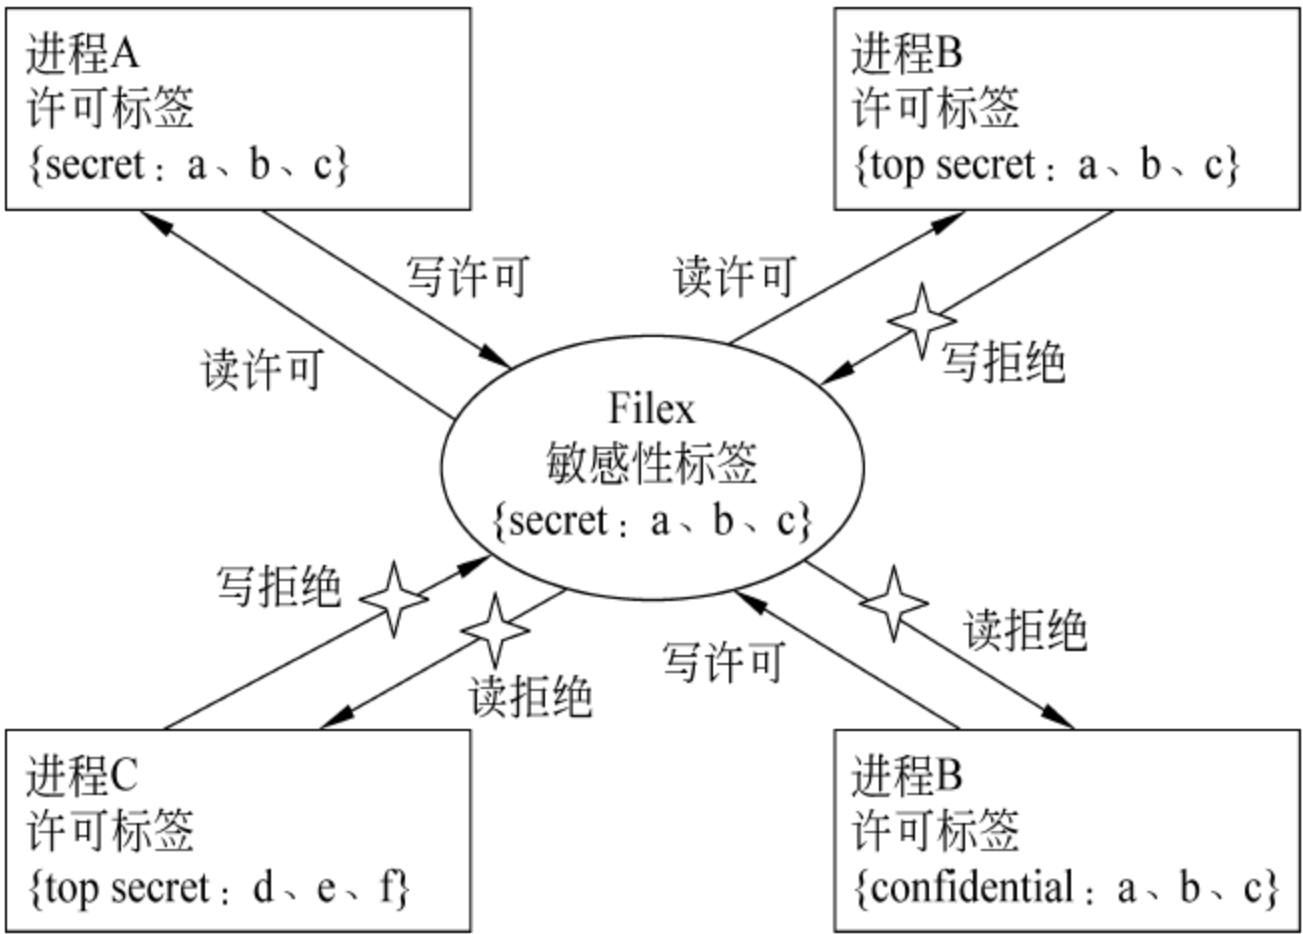 进程A
许可标签
{secret：a、b、c}
进程B
许可标签
{top secret：a、b、c}
写许可
读许可
读许可
写拒绝
Filex
敏感性标签
{secret：a、b、c}
写拒绝
读拒绝
写许可
读拒绝
进程C
许可标签
{top secret：d、e、f}
进程B
许可标签
{confidential：a、b、c}